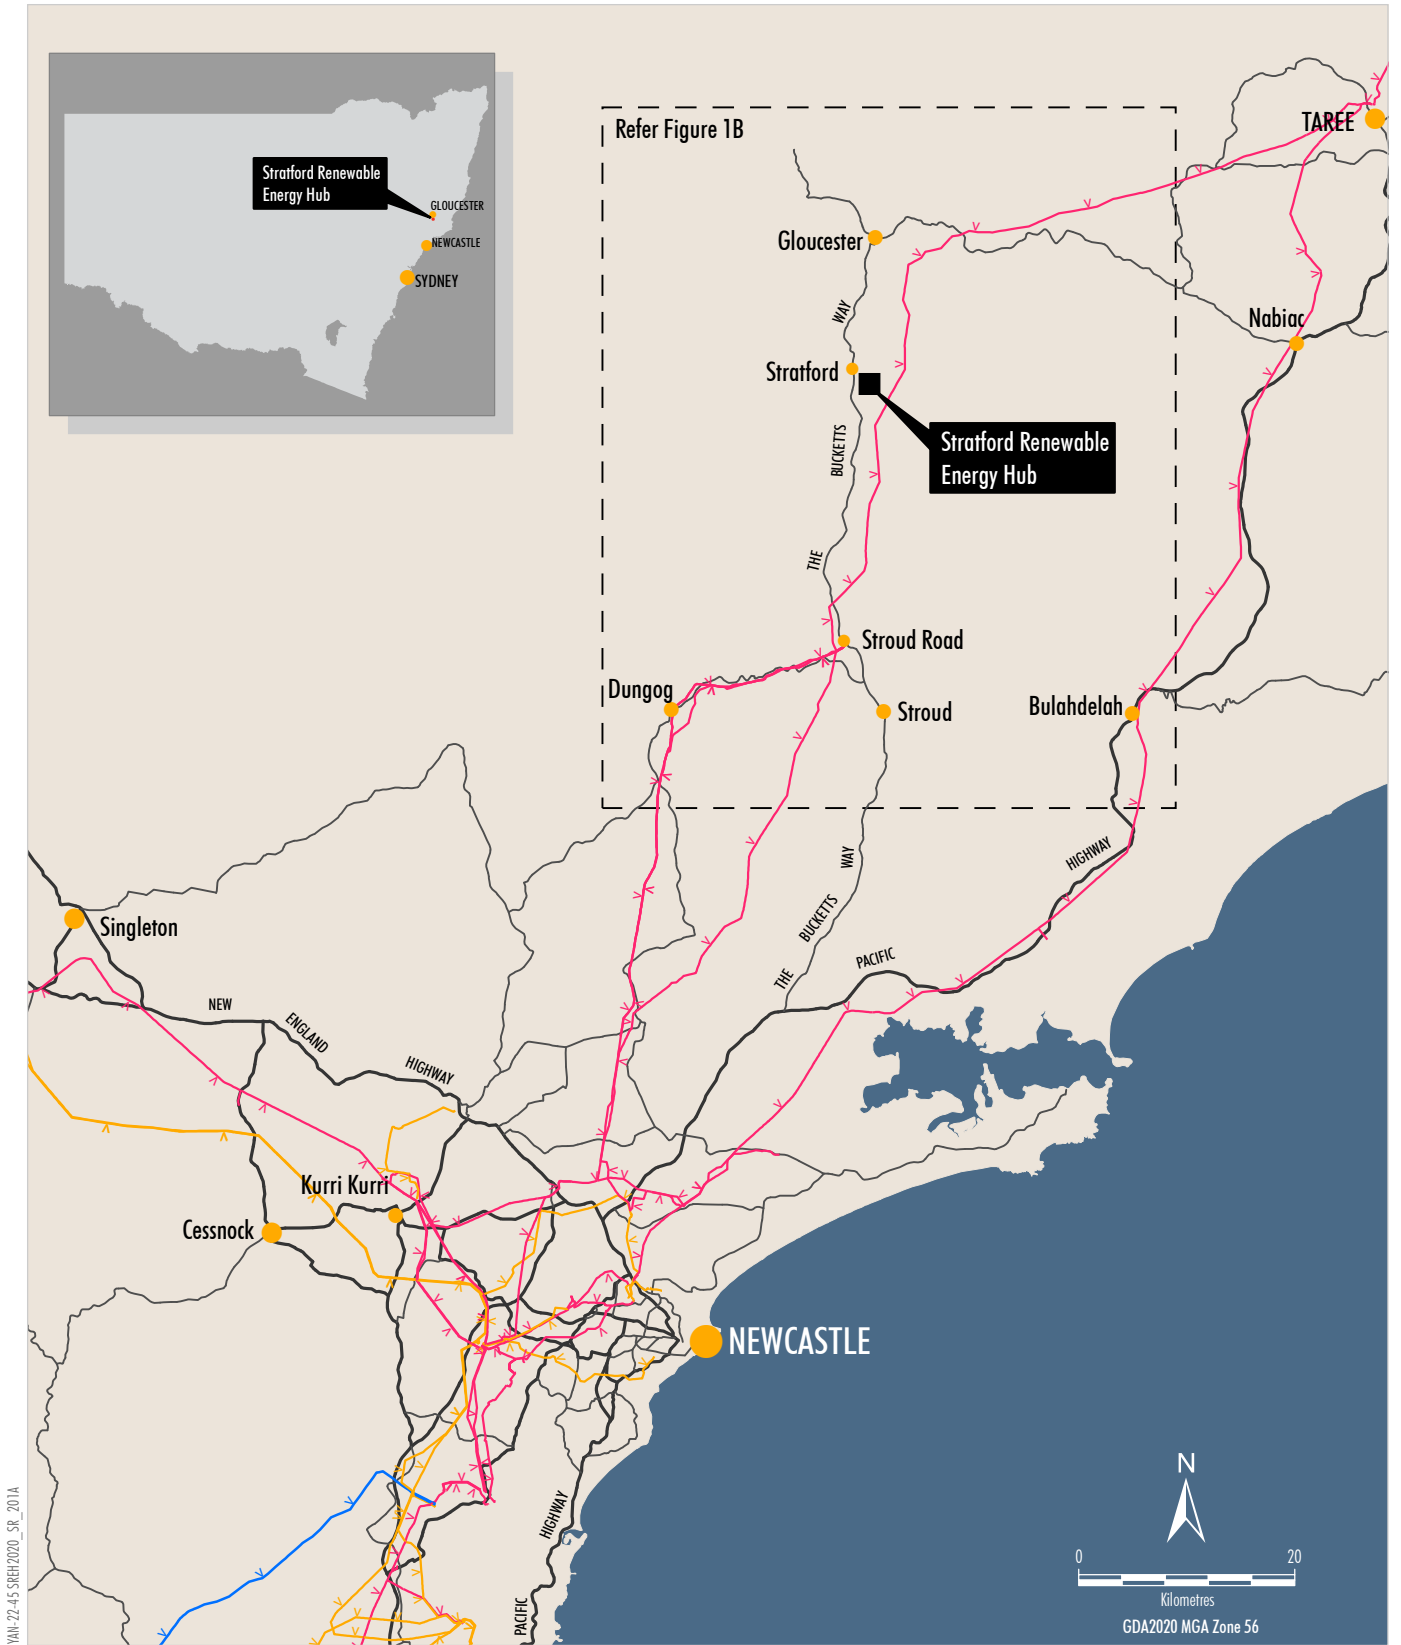 Refer Figure 1B
TAREE
Stratford Renewable
Energy Hub
GLOUCESTER
NEWCASTLE
SYDNEY
Gloucester
WAY
Nabiac
Stratford
BUCKETTS
Stratford Renewable
Energy Hub
THE
Stroud Road
Dungog
Stroud
Bulahdelah
HIGHWAY
WAY
Singleton
BUCKETTS
PACIFIC
THE
NEW
ENGLAND
HIGHWAY
Kurri Kurri
Cessnock
NEWCASTLE
HIGHWAY
PACIFIC
N
0 20
Kilometres
GDA2020 MGA Zone 56
YAN-22-45 SREH2020_SR_201A